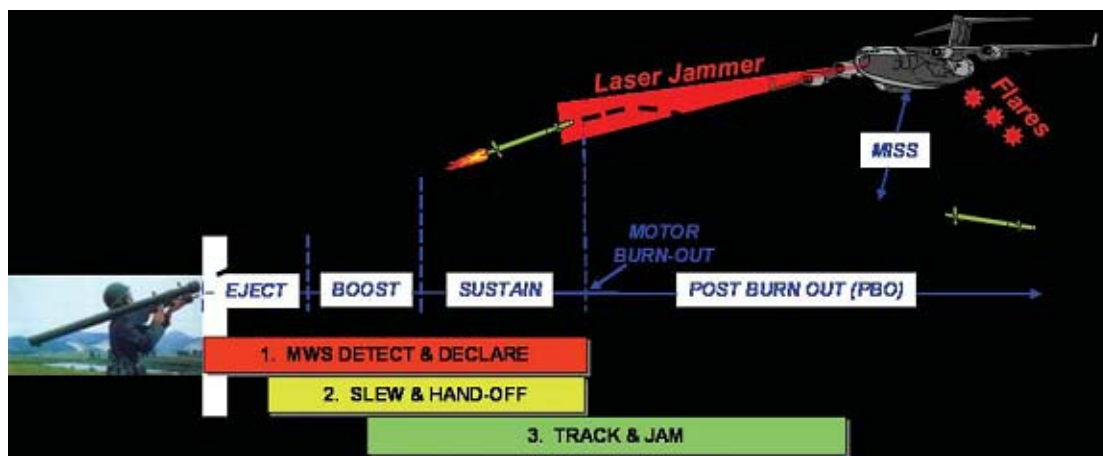 Laser Jammer
Flares
MISS
MOTOR
BURN-OUT
EJECT
BOOST
SUSTAIN
POST BURN OUT (PBO)
1. MWS DETECT & DECLARE
2. SLEW & HAND-OFF
3. TRACK & JAM